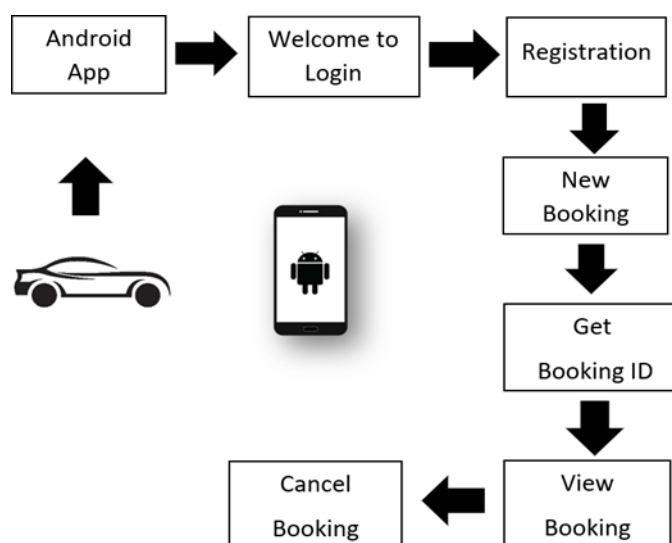 Android
App
Welcome to
Login
Registration
New
Booking
Get
Booking ID
View
Booking
Cancel
Booking